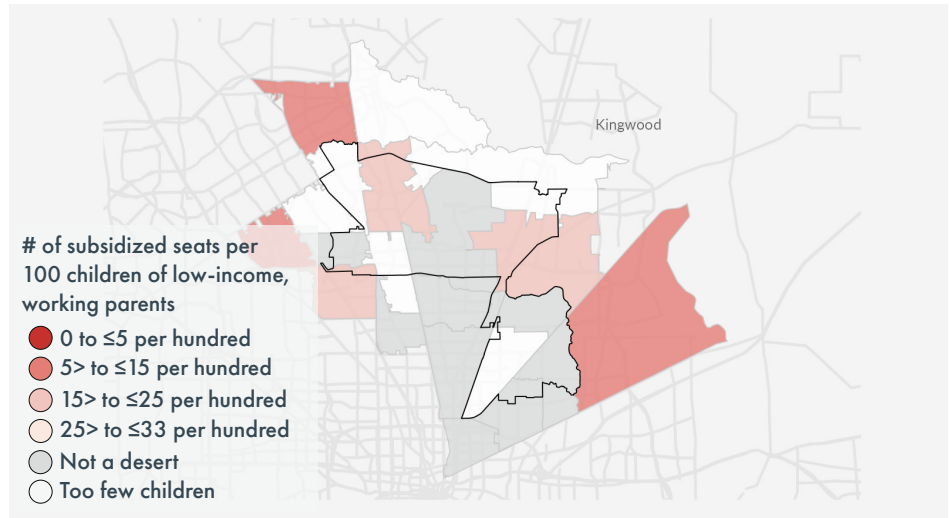 Kingwood
# of subsidized seats per
100 children of low-income,
working parents
0 to ≤5 per hundred
5> to ≤15 per hundred
15> to ≤25 per hundred
25> to ≤33 per hundred
Not a desert
Too few children